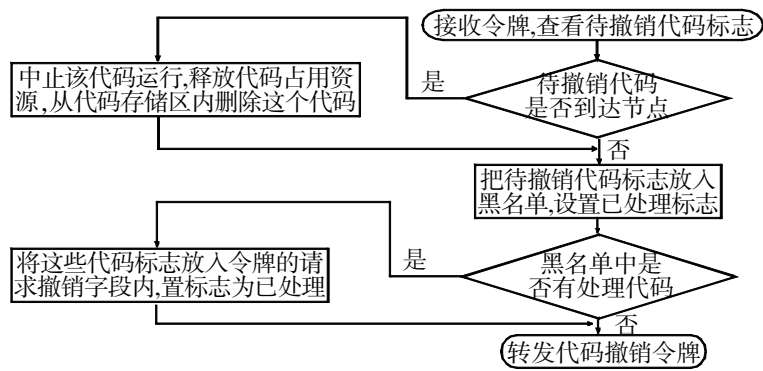 接收令牌,查看待撤销代码标志
中止该代码运行,释放代码占用资
源,从代码存储区内删除这个代码
是
待撤销代码
是否到达节点
否
把待撤销代码标志放入
黑名单,设置已处理标志
将这些代码标志放入令牌的请
求撤销字段内,置标志为已处理
是
黑名单中是
否有处理代码
否
转发代码撤销令牌